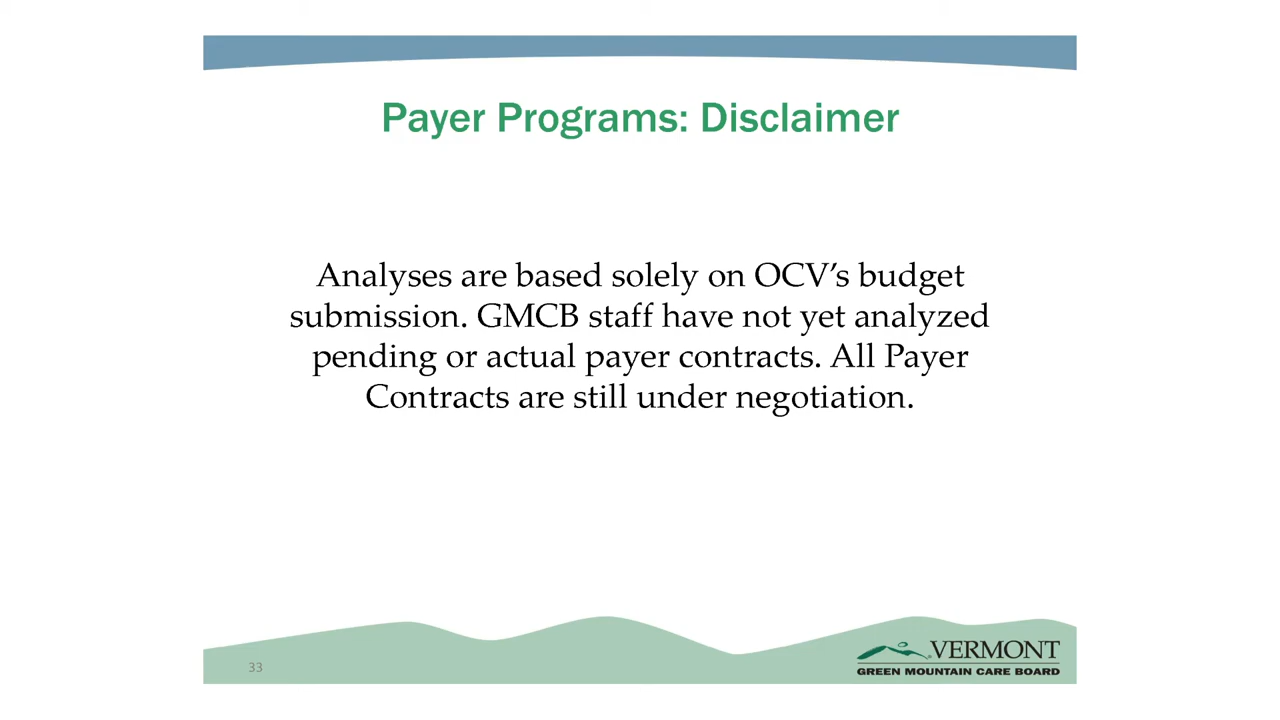 Payer Programs: Disclaimer
Analyses are based solely on OCV’s budget
submission. GMCB staff have not yet analyzed
pending or actual payer contracts. All Payer
Contracts are still under negotiation.
33
VERMONT
GREEN MOUNTAIN CARE BOARD